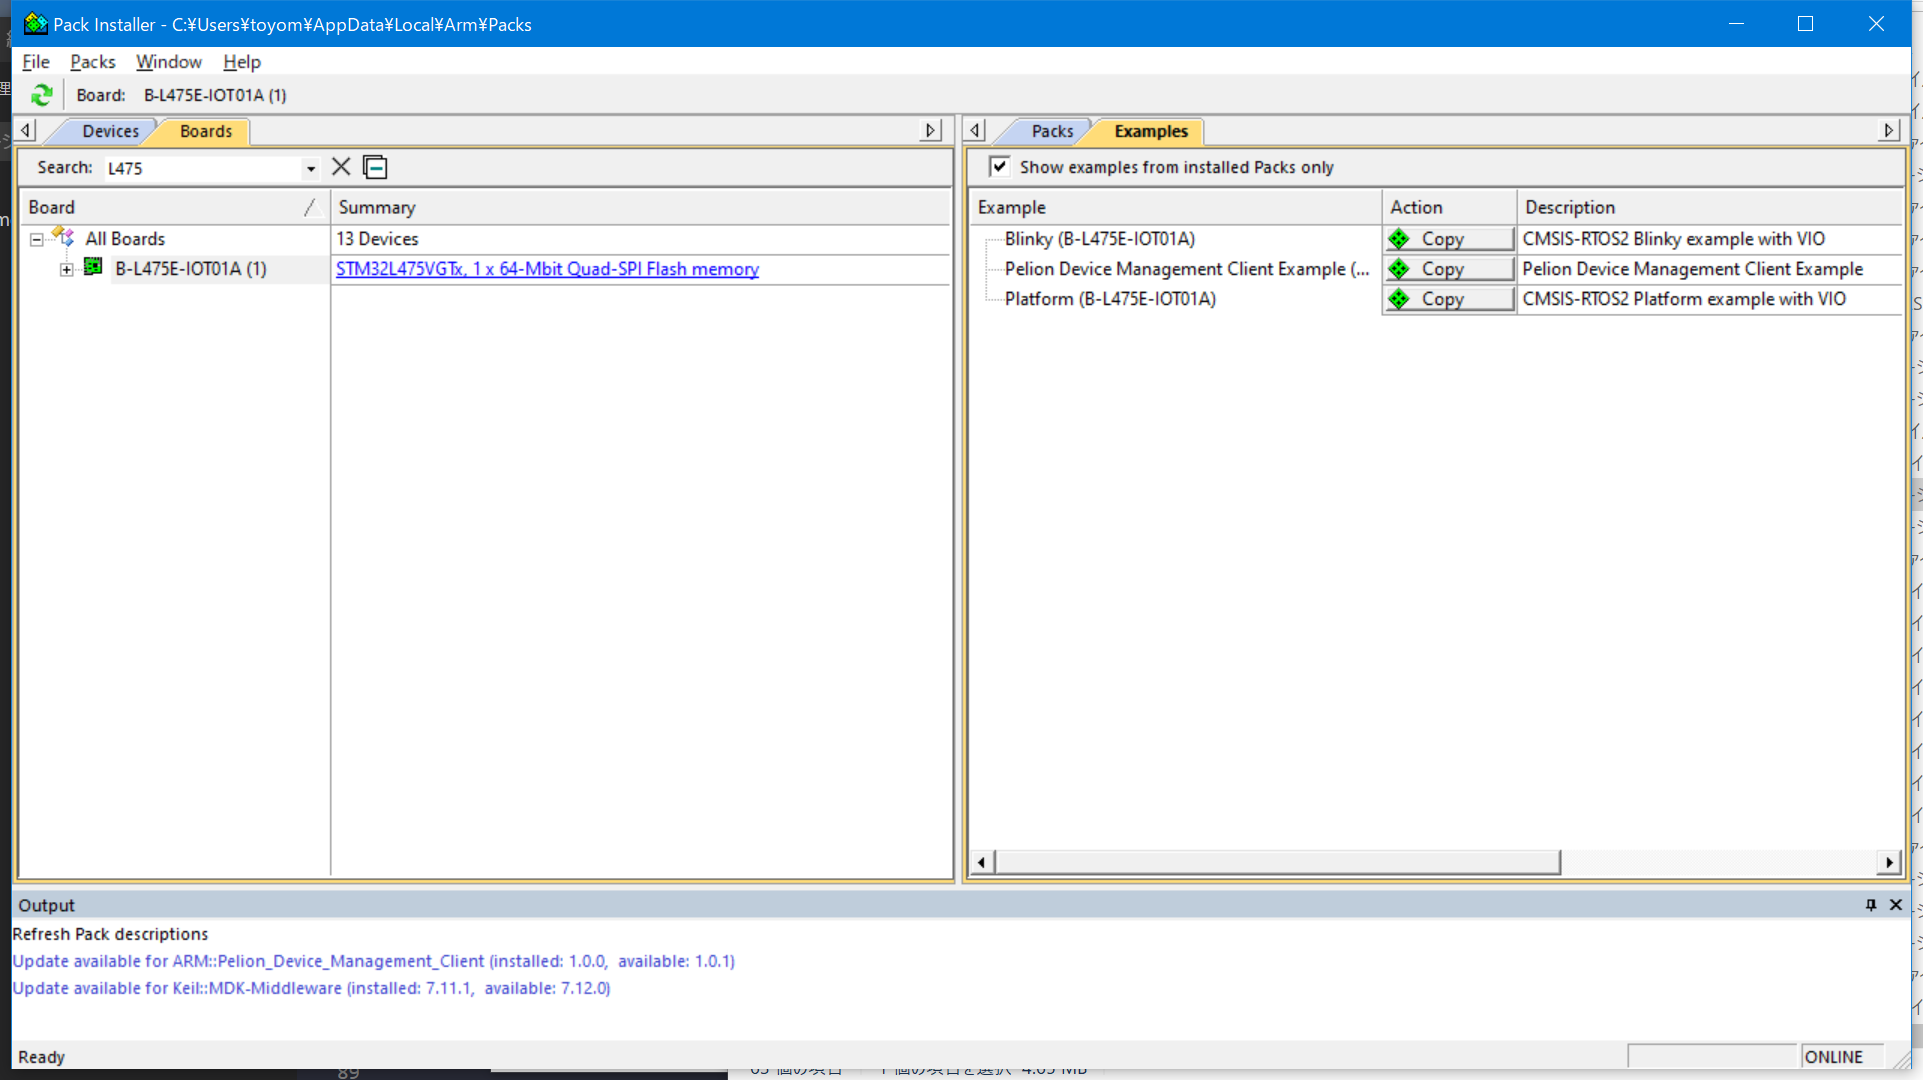 Pack Installer - C:¥Users¥toyom¥AppData¥Local¥Arm¥Packs
File Packs Window Help
Board: B-L475E-IOT01A (1)
Devices Boards
Search: L475
Board Summary
All Boards 13 Devices
B-L475E-IOT01A (1) STM32L475VGTx, 1 x 64-Mbit Quad-SPI Flash memory
Packs Examples
Show examples from installed Packs only
Example Action Description
Blinky (B-L475E-IOT01A) Copy CMSIS-RTOS2 Blinky example with VIO
Pelion Device Management Client Example (... Copy Pelion Device Management Client Example
Platform (B-L475E-IOT01A) Copy CMSIS-RTOS2 Platform example with VIO
Output
Refresh Pack descriptions
Update available for ARM::Pelion_Device_Management_Client (installed: 1.0.0, available: 1.0.1)
Update available for Keil::MDK-Middleware (installed: 7.11.1, available: 7.12.0)
Ready ONLINE
89